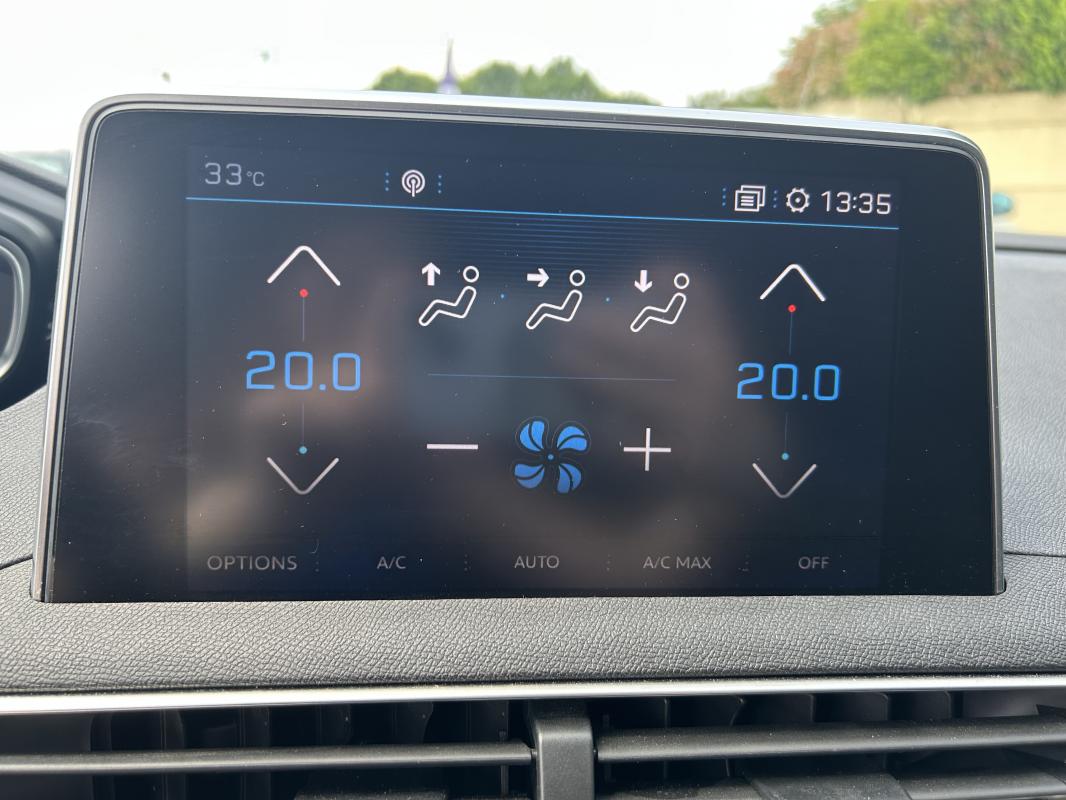 33°C 13:35
20.0 20.0
OPTIONS A/C AUTO A/C MAX OFF